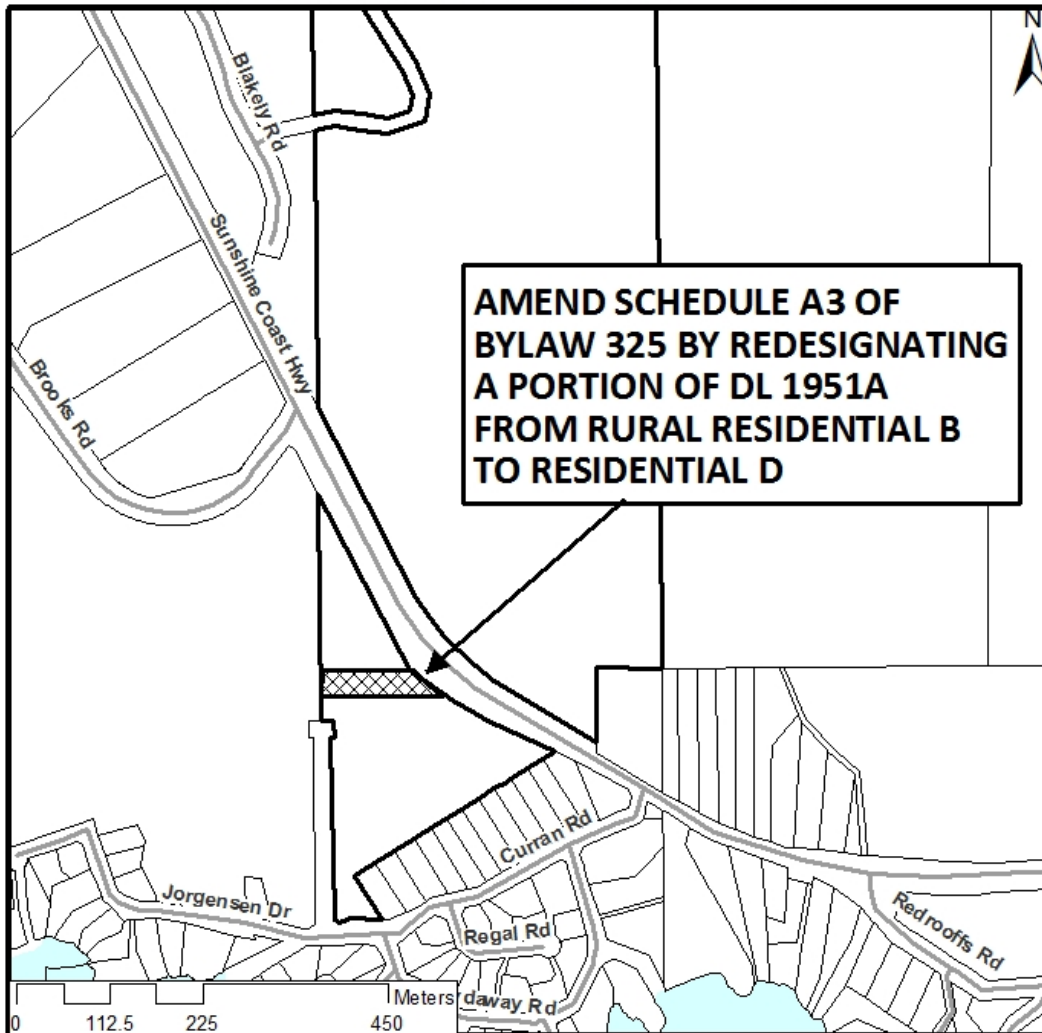 N
Blakely Rd
Sunshine Coast Hwy
AMEND SCHEDULE A3 OF
BYLAW 325 BY REDESIGNATING
A PORTION OF DL 1951A
FROM RURAL RESIDENTIAL B
TO RESIDENTIAL D
Brooks Rd
Curran Rd
Jorgensen Dr
Regal Rd
Redrooffs Rd
Meters
daway Rd
0 112.5 225 450